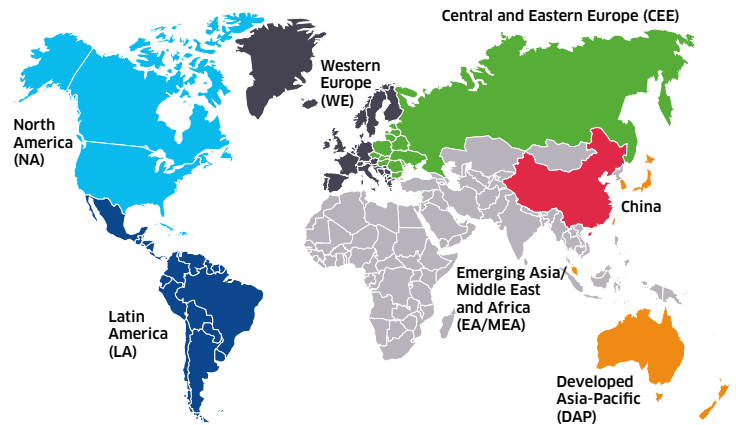 Central and Eastern Europe (CEE)
Western
Europe
(WE)
North
America
(NA)
China
Emerging Asia/
Middle East
and Africa
(EA/MEA)
Latin
America
(LA)
Developed
Asia-Pacific
(DAP)